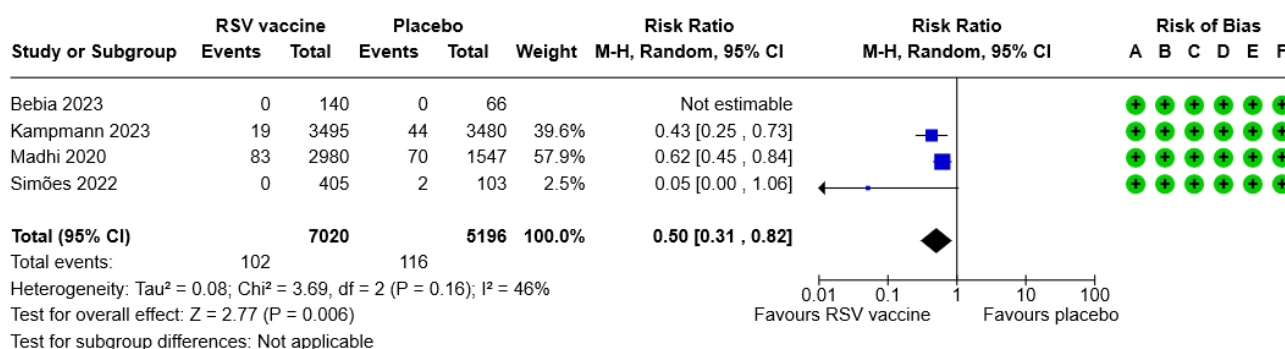 RSV vaccine Placebo Risk Ratio Risk Ratio Risk of Bias
Study or Subgroup Events Total Events Total Weight M-H, Random, 95% CI M-H, Random, 95% CI A B C D E F
Bebia 2023 0 140 0 66 Not estimable + + + + + +
Kampmann 2023 19 3495 44 3480 39.6% 0.43 [0.25 , 0.73] + + + + + +
Madhi 2020 83 2980 70 1547 57.9% 0.62 [0.45 , 0.84] + + + + + +
Simões 2022 0 405 2 103 2.5% 0.05 [0.00 , 1.06] + + + + + +
Total (95% CI) 7020 5196 100.0% 0.50 [0.31 , 0.82]
Total events: 102 116
Heterogeneity: Tau² = 0.08; Chi² = 3.69, df = 2 (P = 0.16); I² = 46%
0.01 0.1 1 10 100
Test for overall effect: Z = 2.77 (P = 0.006)
Favours RSV vaccine Favours placebo
Test for subgroup differences: Not applicable